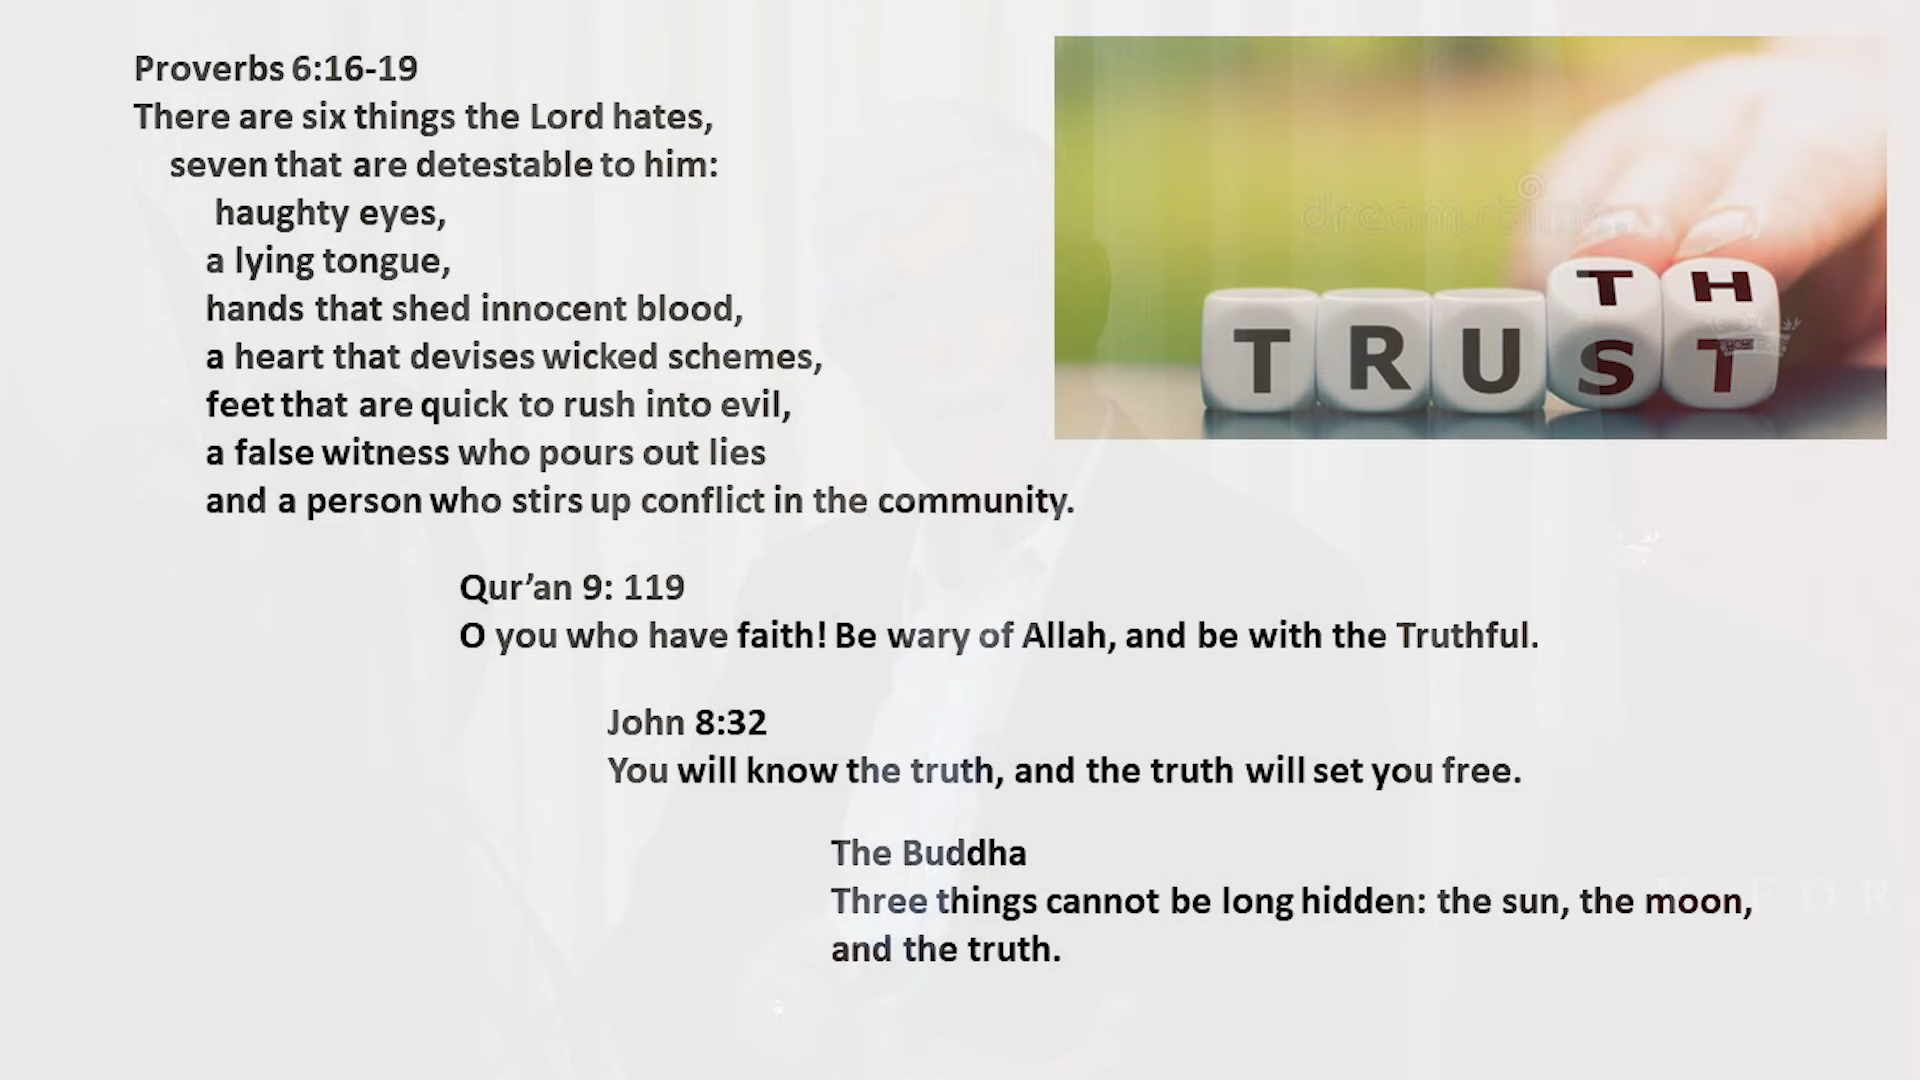 Proverbs 6:16-19
There are six things the Lord hates,
seven that are detestable to him:
haughty eyes,
a lying tongue,
hands that shed innocent blood,
a heart that devises wicked schemes,
feet that are quick to rush into evil,
a false witness who pours out lies
and a person who stirs up conflict in the community.
dreamstime
T H
T R U S T
Qur’an 9: 119
O you who have faith! Be wary of Allah, and be with the Truthful.
John 8:32
You will know the truth, and the truth will set you free.
The Buddha
Three things cannot be long hidden: the sun, the moon,
and the truth.
FOR